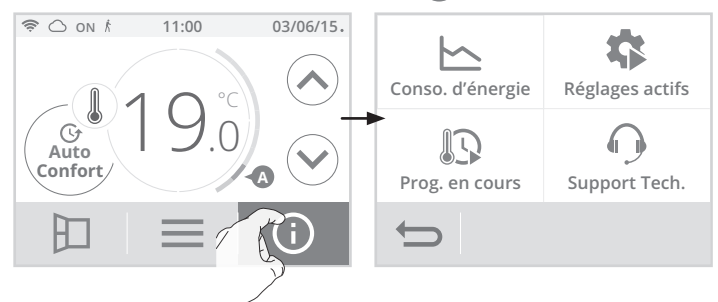 ON 11:00 03/06/15.
19.0 °C
Auto
Confort
A
i
Conso. d'énergie Réglages actifs
Prog. en cours Support Tech.